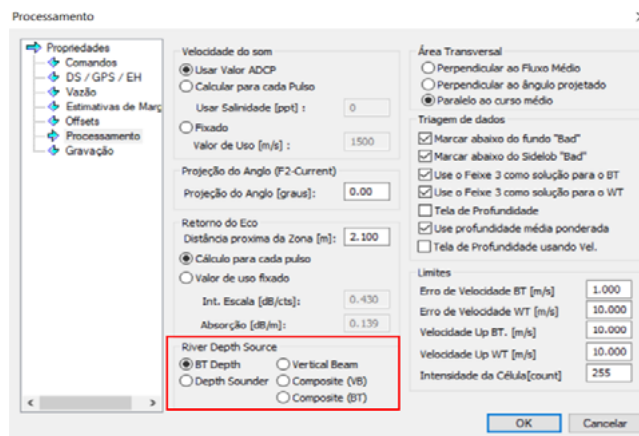 Processamento
Propriedades
Comandos
DS / GPS / EH
Vazão
Estimativas de Marg
Offsets
Processamento
Gravação
Velocidade do som
Usar Valor ADCP
Calcular para cada Pulso
Usar Salinidade [ppt] :
0
Fixado
Valor de Uso [m/s] :
1500
Projeção do Anglo (F2-Current)
Projeção do Anglo [graus]:
0.00
Retorno do Eco
Distância proxima da Zona [m]:
2.100
Cálculo para cada pulso
Valor de uso fixado
Int. Escala [dB/cts]:
0.430
Absorção [dB/m]:
0.139
River Depth Source
BT Depth
Vertical Beam
Depth Sounder
Composite (VB)
Composite (BT)
Área Transversal
Perpendicular ao Fluxo Médio
Perpendicular ao ângulo projetado
Paralelo ao curso médio
Triagem de dados
Marcar abaixo do fundo "Bad"
Marcar abaixo do Sidelob "Bad"
Use o Feixe 3 como solução para o BT
Use o Feixe 3 como solução para o WT
Tela de Profundidade
Use profundidade média ponderada
Tela de Profundidade usando Vel.
Limites
Erro de Velocidade BT [m/s]
1.000
Erro de Velocidade WT [m/s]
10.000
Velocidade Up BT. [m/s]
10.000
Velocidade Up WT [m/s]
10.000
Intensidade da Célula[count]
255
OK
Cancelar